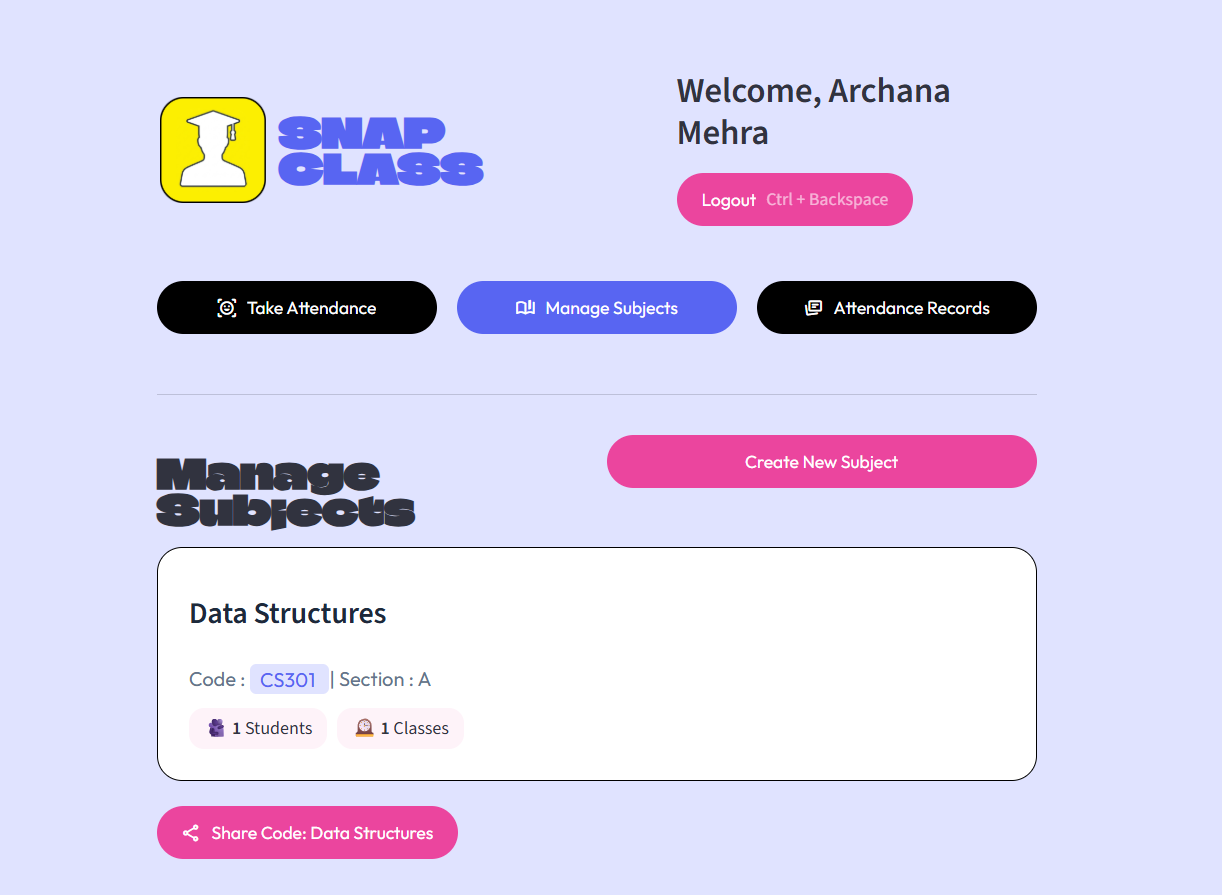 SNAP
CLASS
Welcome, Archana
Mehra
Logout Ctrl + Backspace
Take Attendance
Manage Subjects
Attendance Records
Manage
Subjects
Create New Subject
Data Structures
Code : CS301 | Section : A
1 Students
1 Classes
Share Code: Data Structures